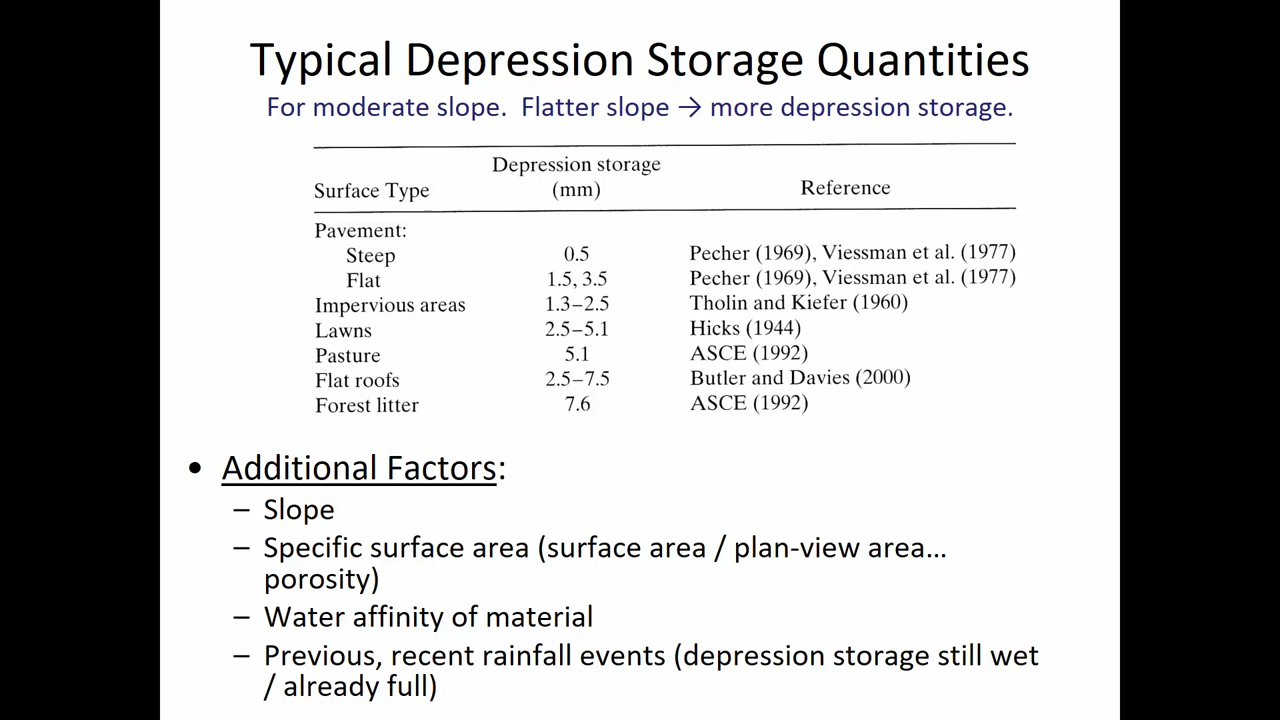 Typical Depression Storage Quantities
For moderate slope. Flatter slope → more depression storage.
Depression storage
Surface Type (mm) Reference
Pavement:
Steep 0.5 Pecher (1969), Viessman et al. (1977)
Flat 1.5, 3.5 Pecher (1969), Viessman et al. (1977)
Impervious areas 1.3–2.5 Tholin and Kiefer (1960)
Lawns 2.5–5.1 Hicks (1944)
Pasture 5.1 ASCE (1992)
Flat roofs 2.5–7.5 Butler and Davies (2000)
Forest litter 7.6 ASCE (1992)
• Additional Factors:
– Slope
– Specific surface area (surface area / plan-view area…
porosity)
– Water affinity of material
– Previous, recent rainfall events (depression storage still wet
/ already full)